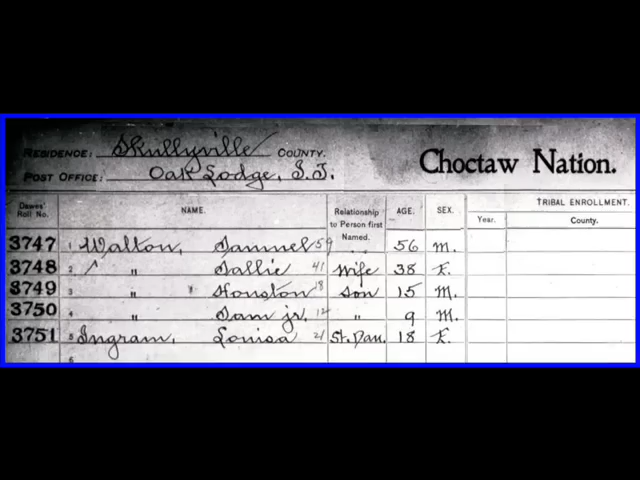 RESIDENCE: Skullyville COUNTY. Choctaw Nation.
POST OFFICE: Oak Lodge, I.T.
Dawes' Roll No. NAME. Relationship to Person first Named. AGE. SEX. TRIBAL ENROLLMENT.
Year. County.
3747 1 Walton, Samuel 59 56 M.
3748 2 " Sallie 41 Wife 38 F.
3749 3 " Houston 18 Son 15 M.
3750 4 " Sam jr. 12 " 9 M.
3751 5 Ingram, Louisa 21 St. Dau. 18 F.
6